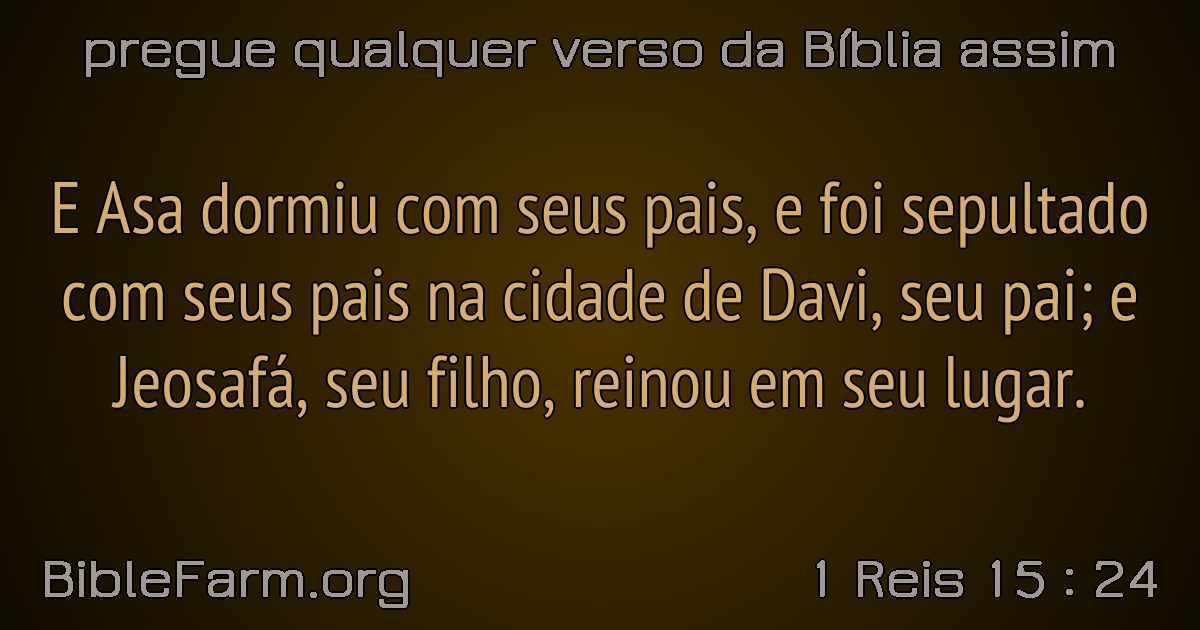 pregue qualquer verso da Bíblia assim
E Asa dormiu com seus pais, e foi sepultado
com seus pais na cidade de Davi, seu pai; e
Jeosafá, seu filho, reinou em seu lugar.
BibleFarm.org
1 Reis 15 : 24